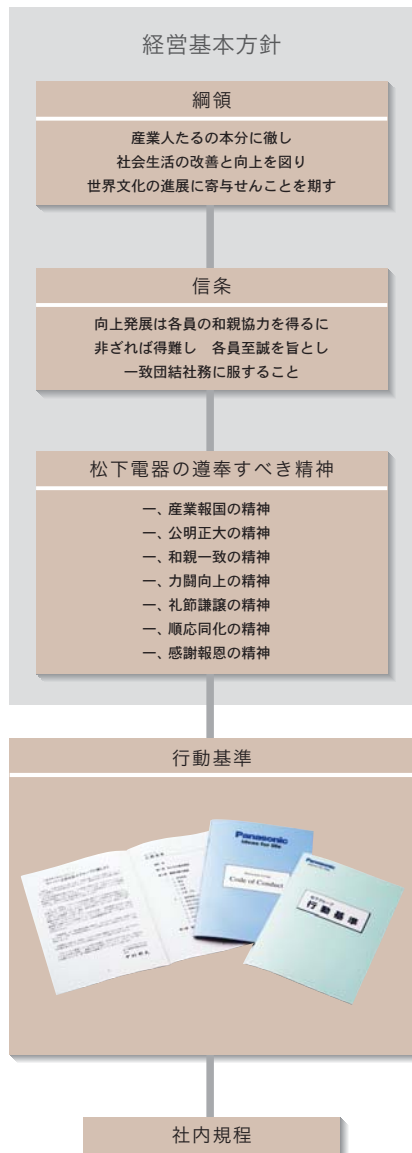 経営基本方針
綱領
産業人たるの本分に徹し
社会生活の改善と向上を図り
世界文化の進展に寄与せんことを期す
信条
向上発展は各員の和親協力を得るに
非ざれば得難し　各員至誠を旨とし
一致団結社務に服すること
松下電器の遵奉すべき精神
一、産業報国の精神
一、公明正大の精神
一、和親一致の精神
一、力闘向上の精神
一、礼節謙譲の精神
一、順応同化の精神
一、感謝報恩の精神
行動基準
Panasonic
ideas for life
Code of Conduct
Panasonic
行動基準
社内規程